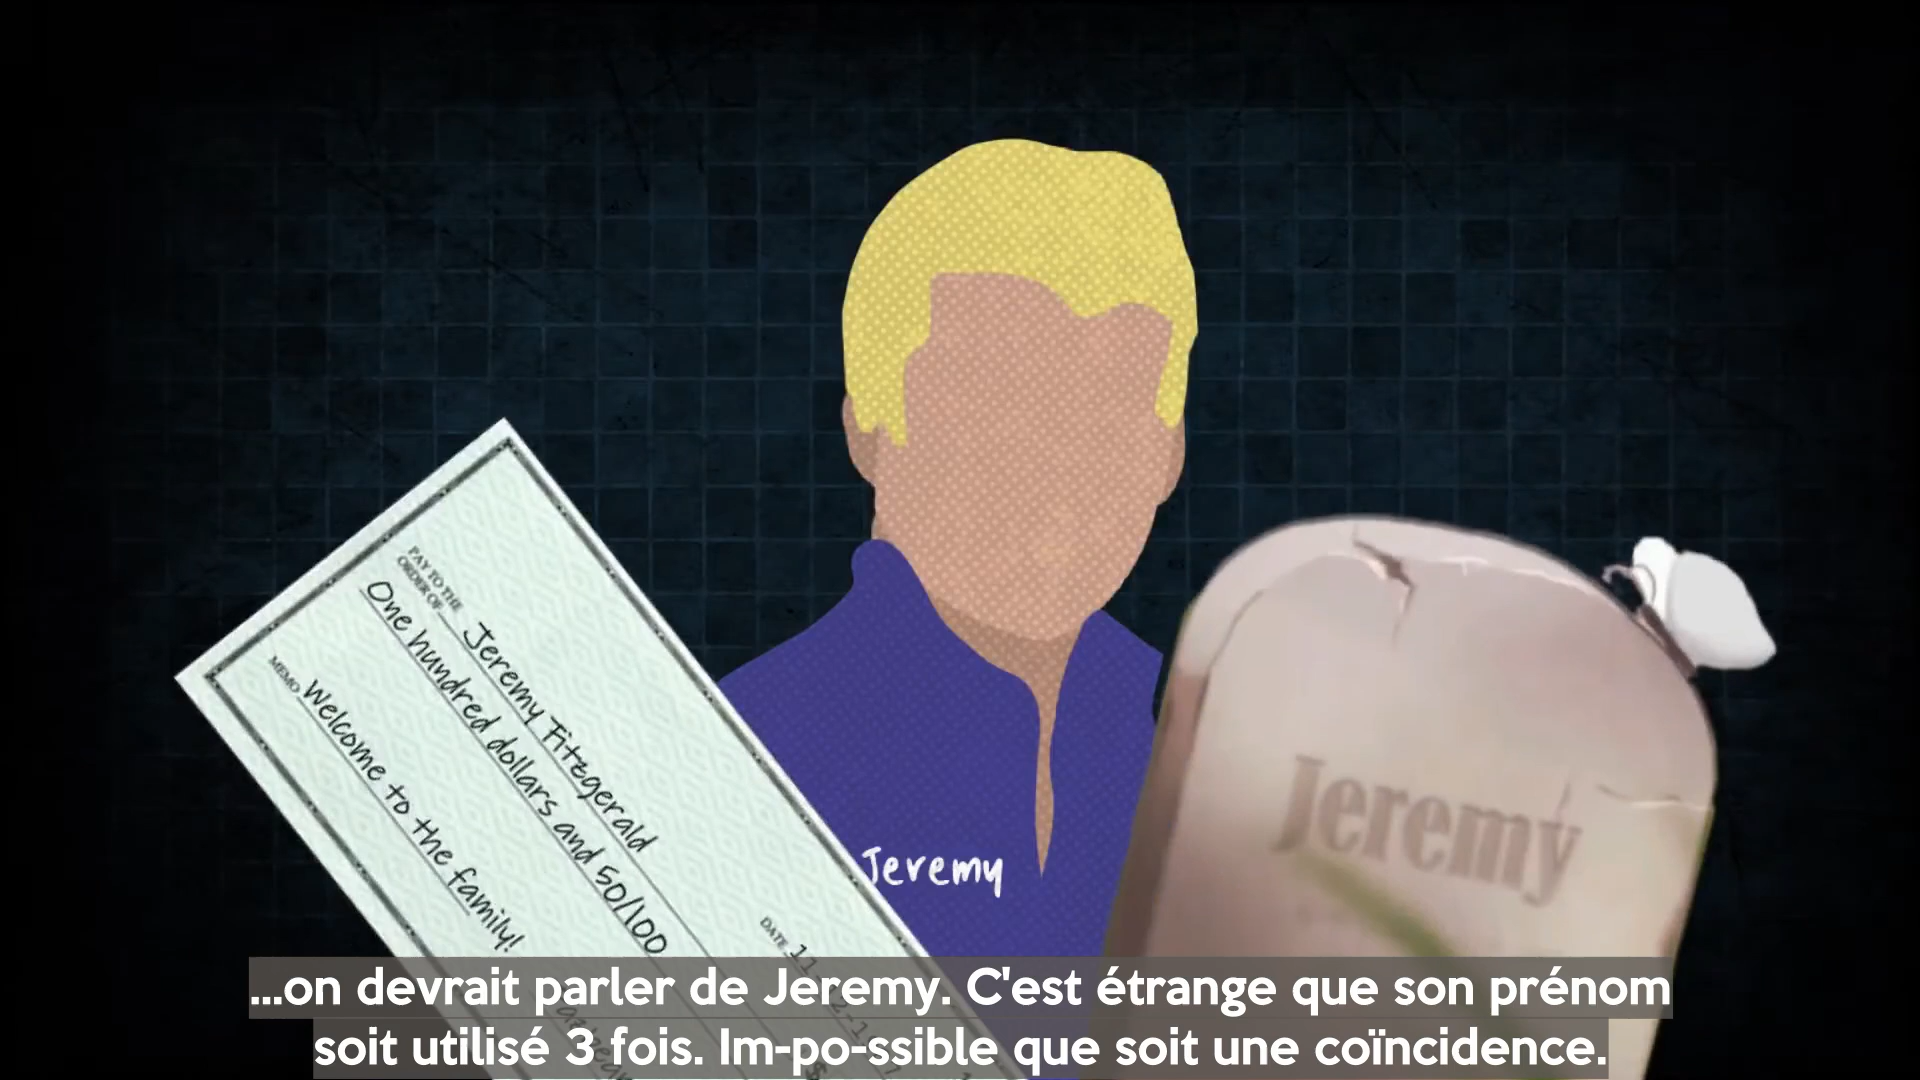 PAY TO THE
ORDER OF
Jeremy Fitzgerald
One hundred dollars and 50/100
MEMO
Welcome to the family!
DATE
Jeremy
Jeremy
...on devrait parler de Jeremy. C'est étrange que son prénom
soit utilisé 3 fois. Im-po-ssible que soit une coïncidence.